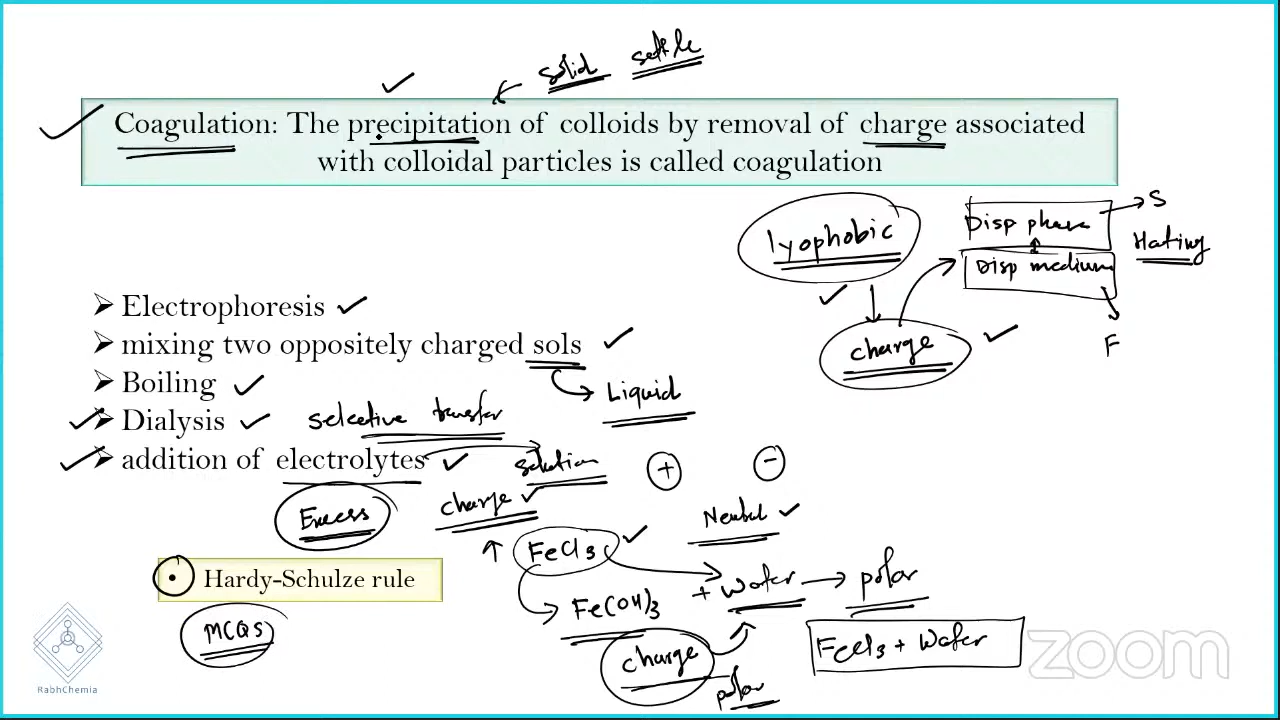 solid settle
Coagulation: The precipitation of colloids by removal of charge associated
with colloidal particles is called coagulation
lyophobic
Disp phase
S
Hating
Disp medium
F
charge
➢ Electrophoresis
➢ mixing two oppositely charged sols
Liquid
➢ Boiling
➢ Dialysis
selective transfer
➢ addition of electrolytes
solution
+
-
Excess
charge
Neutral
FeCl3
• Hardy-Schulze rule
Fe(OH)3
+ Water → polar
MCQS
charge
FeCl3 + Water
polar
RabhChemia
zoom